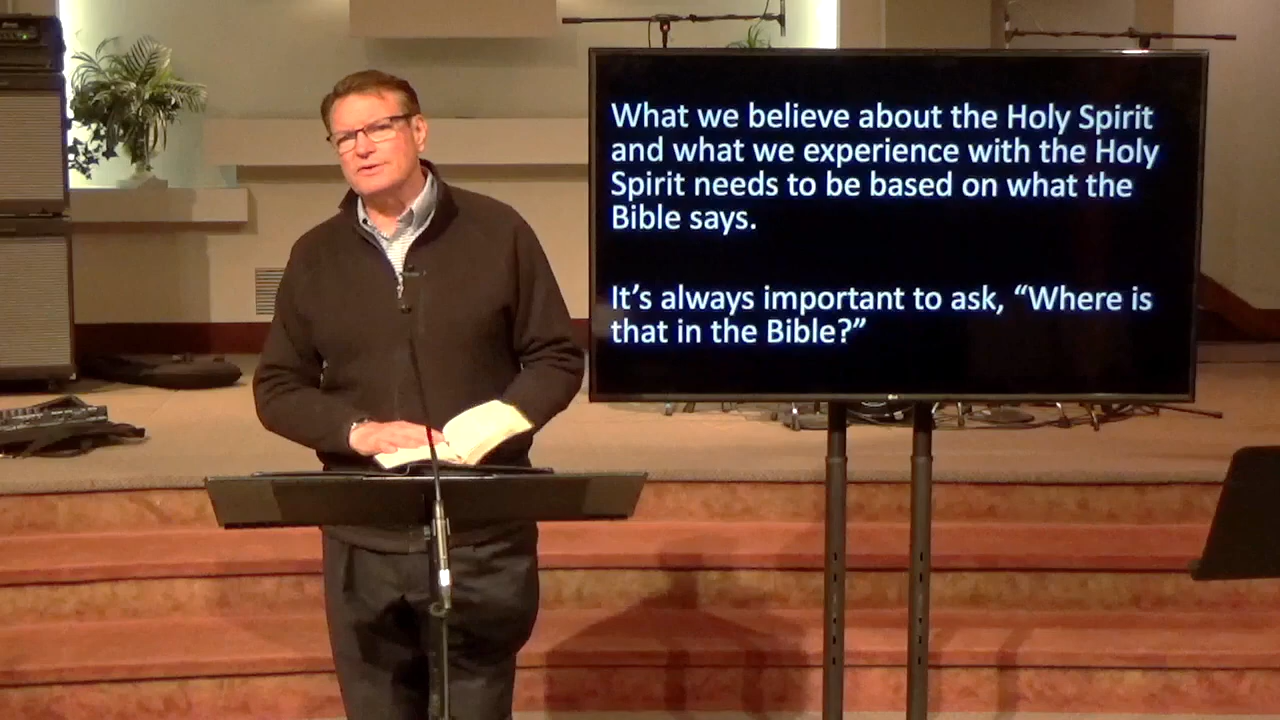 What we believe about the Holy Spirit
and what we experience with the Holy
Spirit needs to be based on what the
Bible says.
It’s always important to ask, “Where is
that in the Bible?”